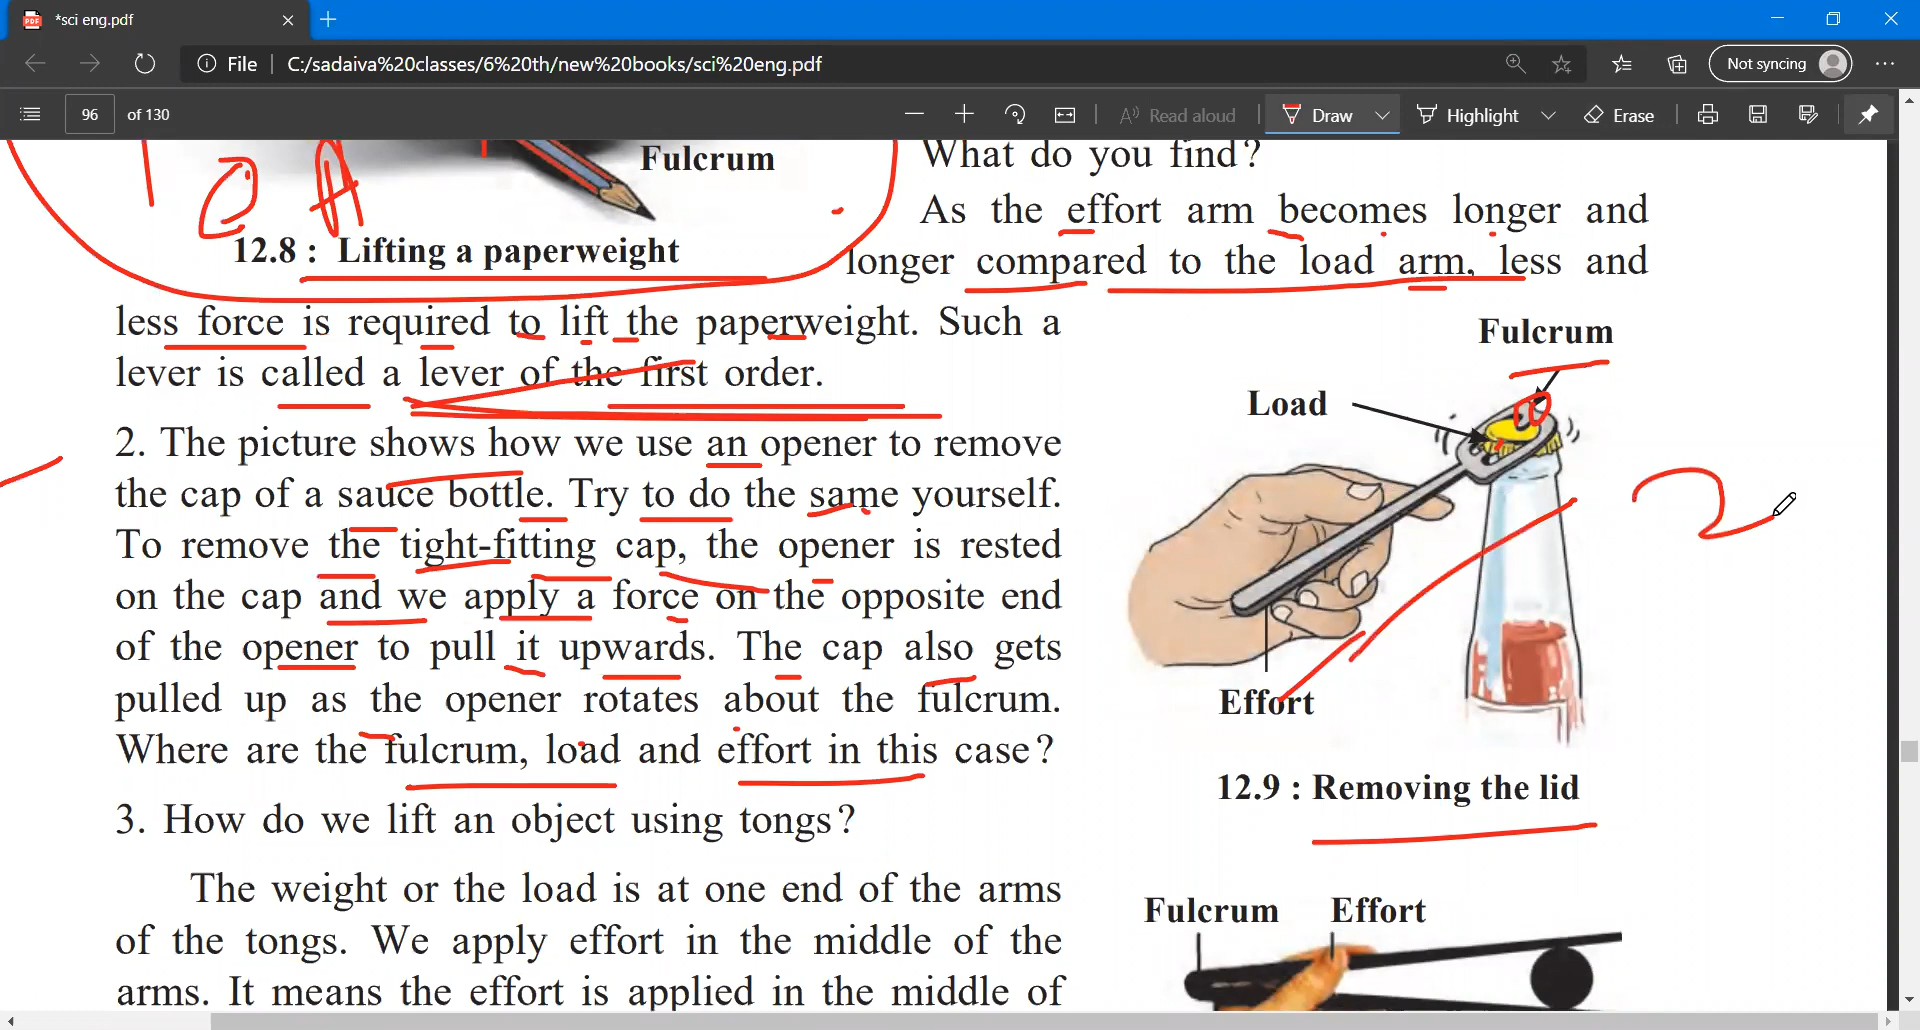 *sci eng.pdf
File
C:/sadaiva%20classes/6%20th/new%20books/sci%20eng.pdf
Not syncing
96 of 130
Read aloud
Draw
Highlight
Erase
Fulcrum
12.8 : Lifting a paperweight
What do you find?
As the effort arm becomes longer and
longer compared to the load arm, less and
less force is required to lift the paperweight. Such a
lever is called a lever of the first order.
2. The picture shows how we use an opener to remove
the cap of a sauce bottle. Try to do the same yourself.
To remove the tight-fitting cap, the opener is rested
on the cap and we apply a force on the opposite end
of the opener to pull it upwards. The cap also gets
pulled up as the opener rotates about the fulcrum.
Where are the fulcrum, load and effort in this case?
3. How do we lift an object using tongs?
The weight or the load is at one end of the arms
of the tongs. We apply effort in the middle of the
arms. It means the effort is applied in the middle of
Fulcrum
Load
Effort
2
12.9 : Removing the lid
Fulcrum Effort